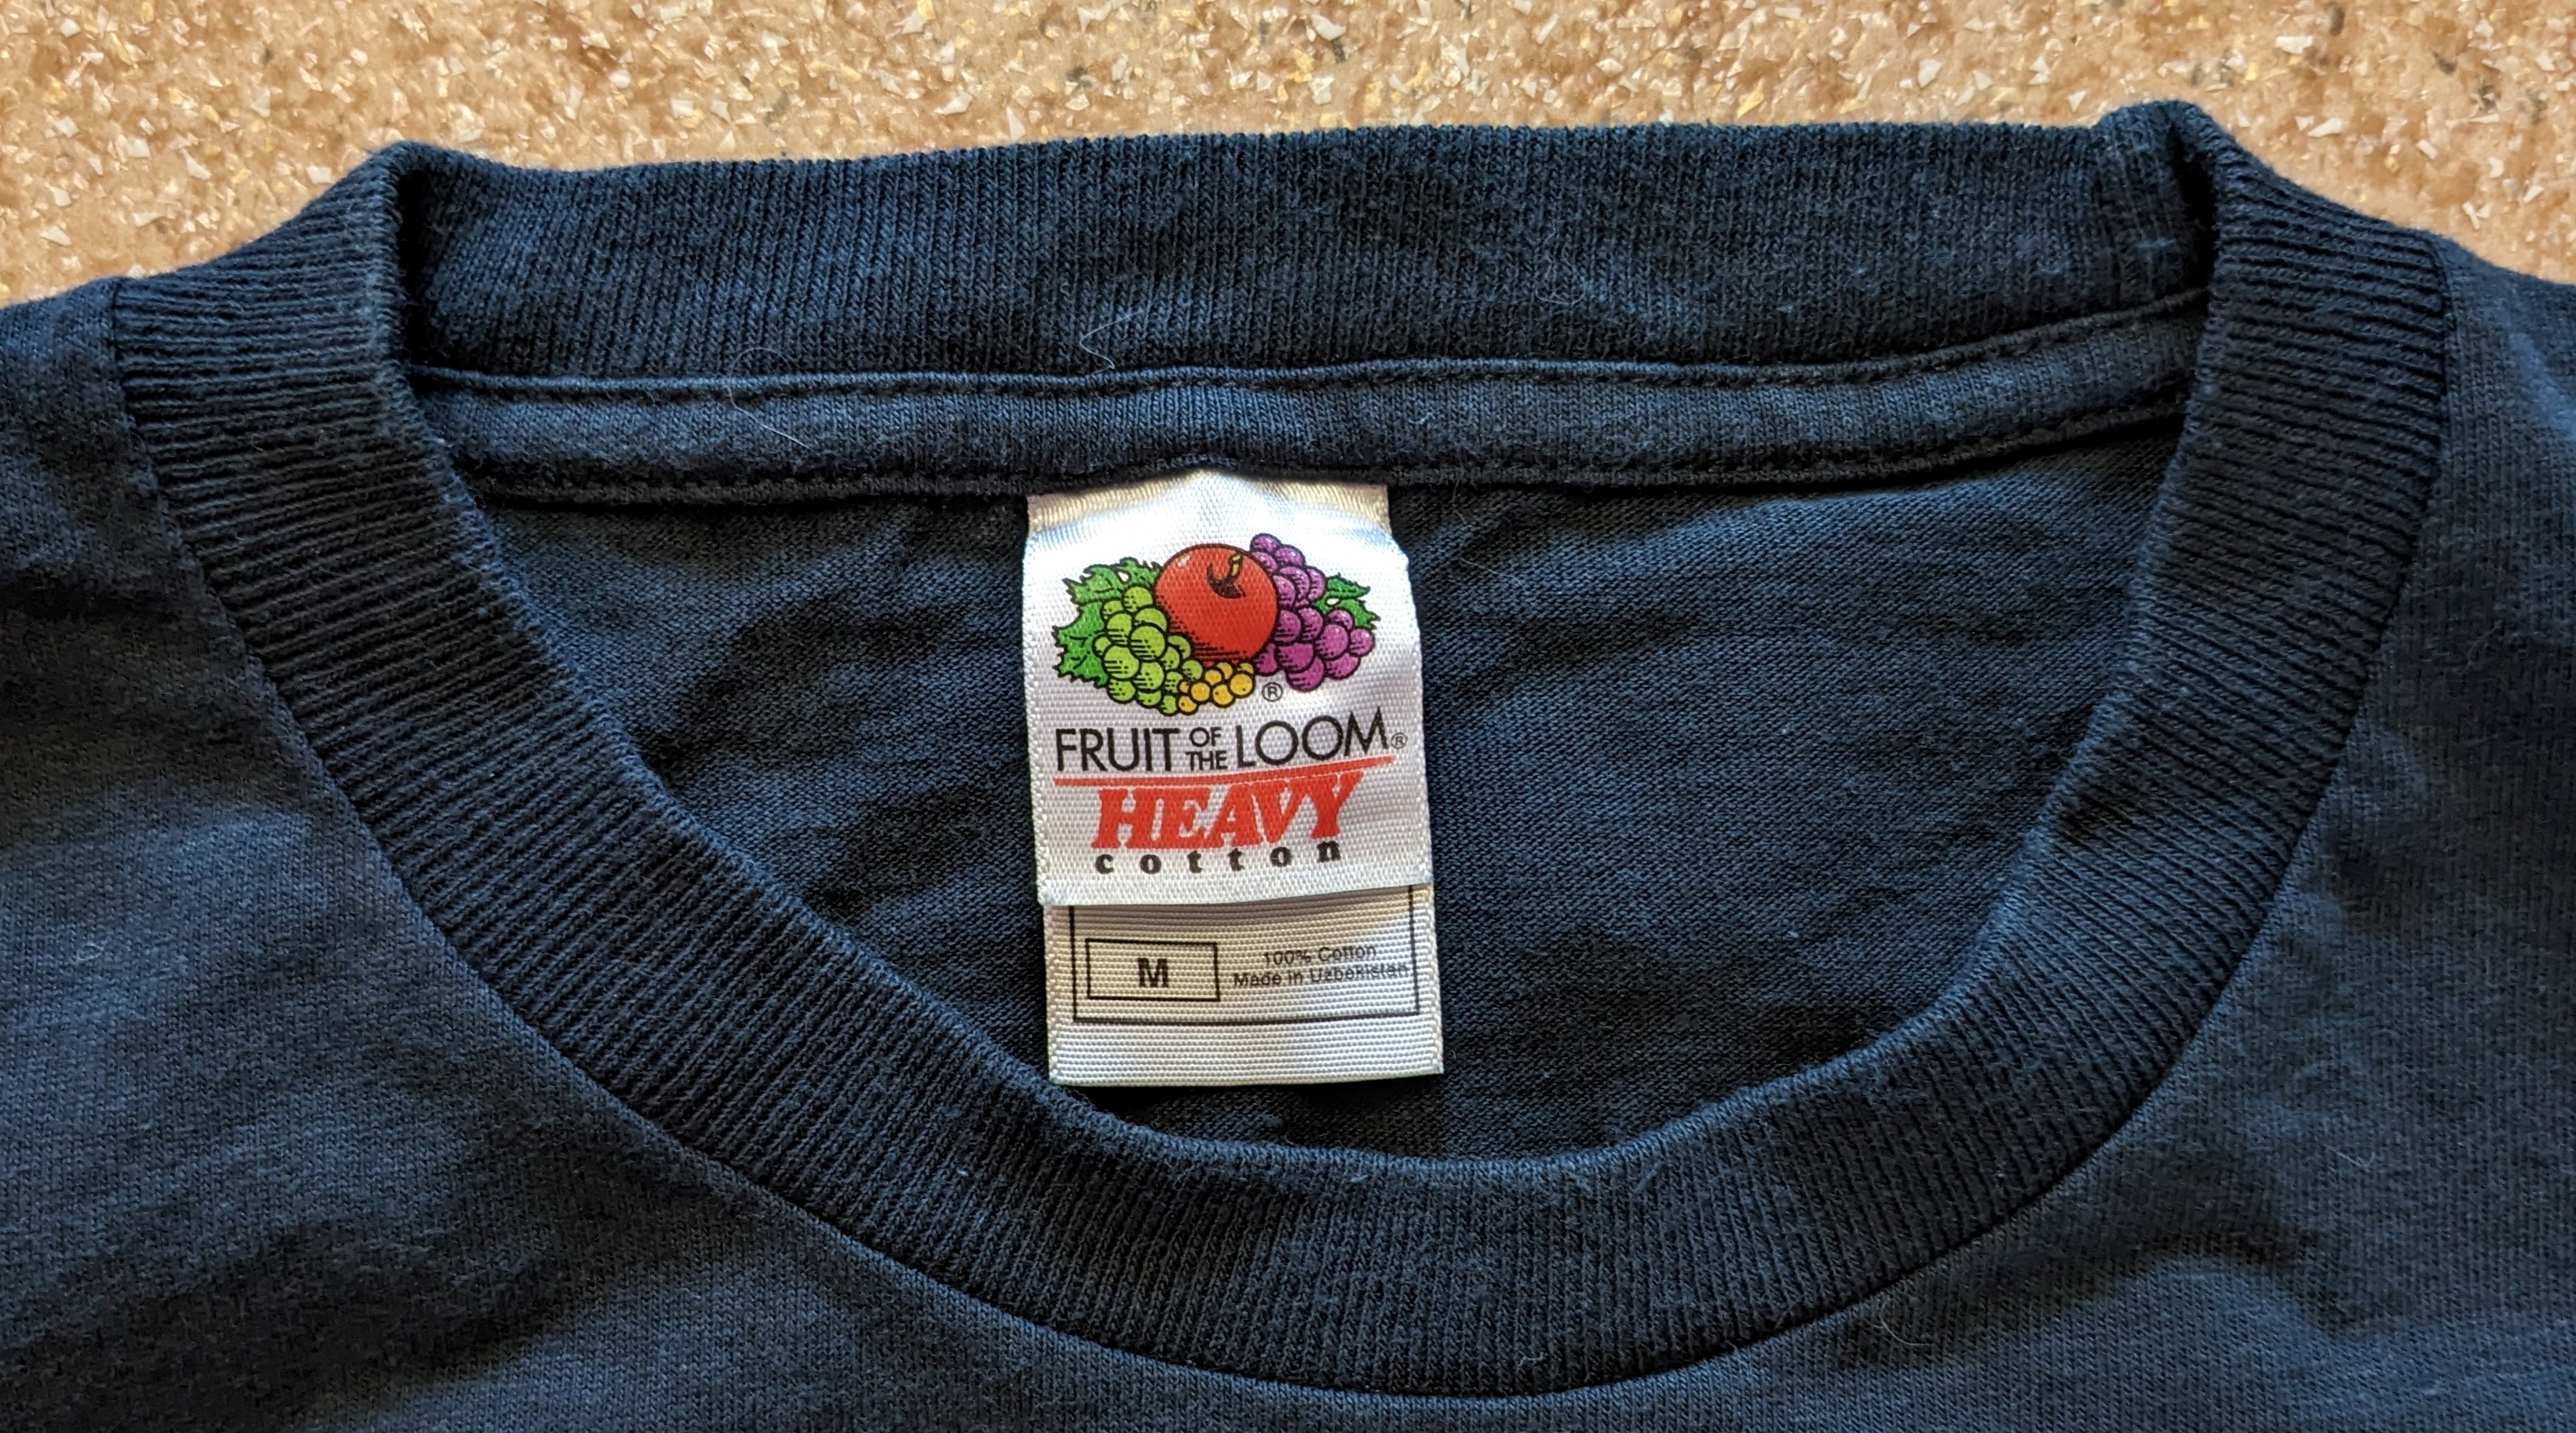 ®
FRUIT OF THE LOOM®
HEAVY
cotton
M
100% Cotton
Made in Uzbekistan